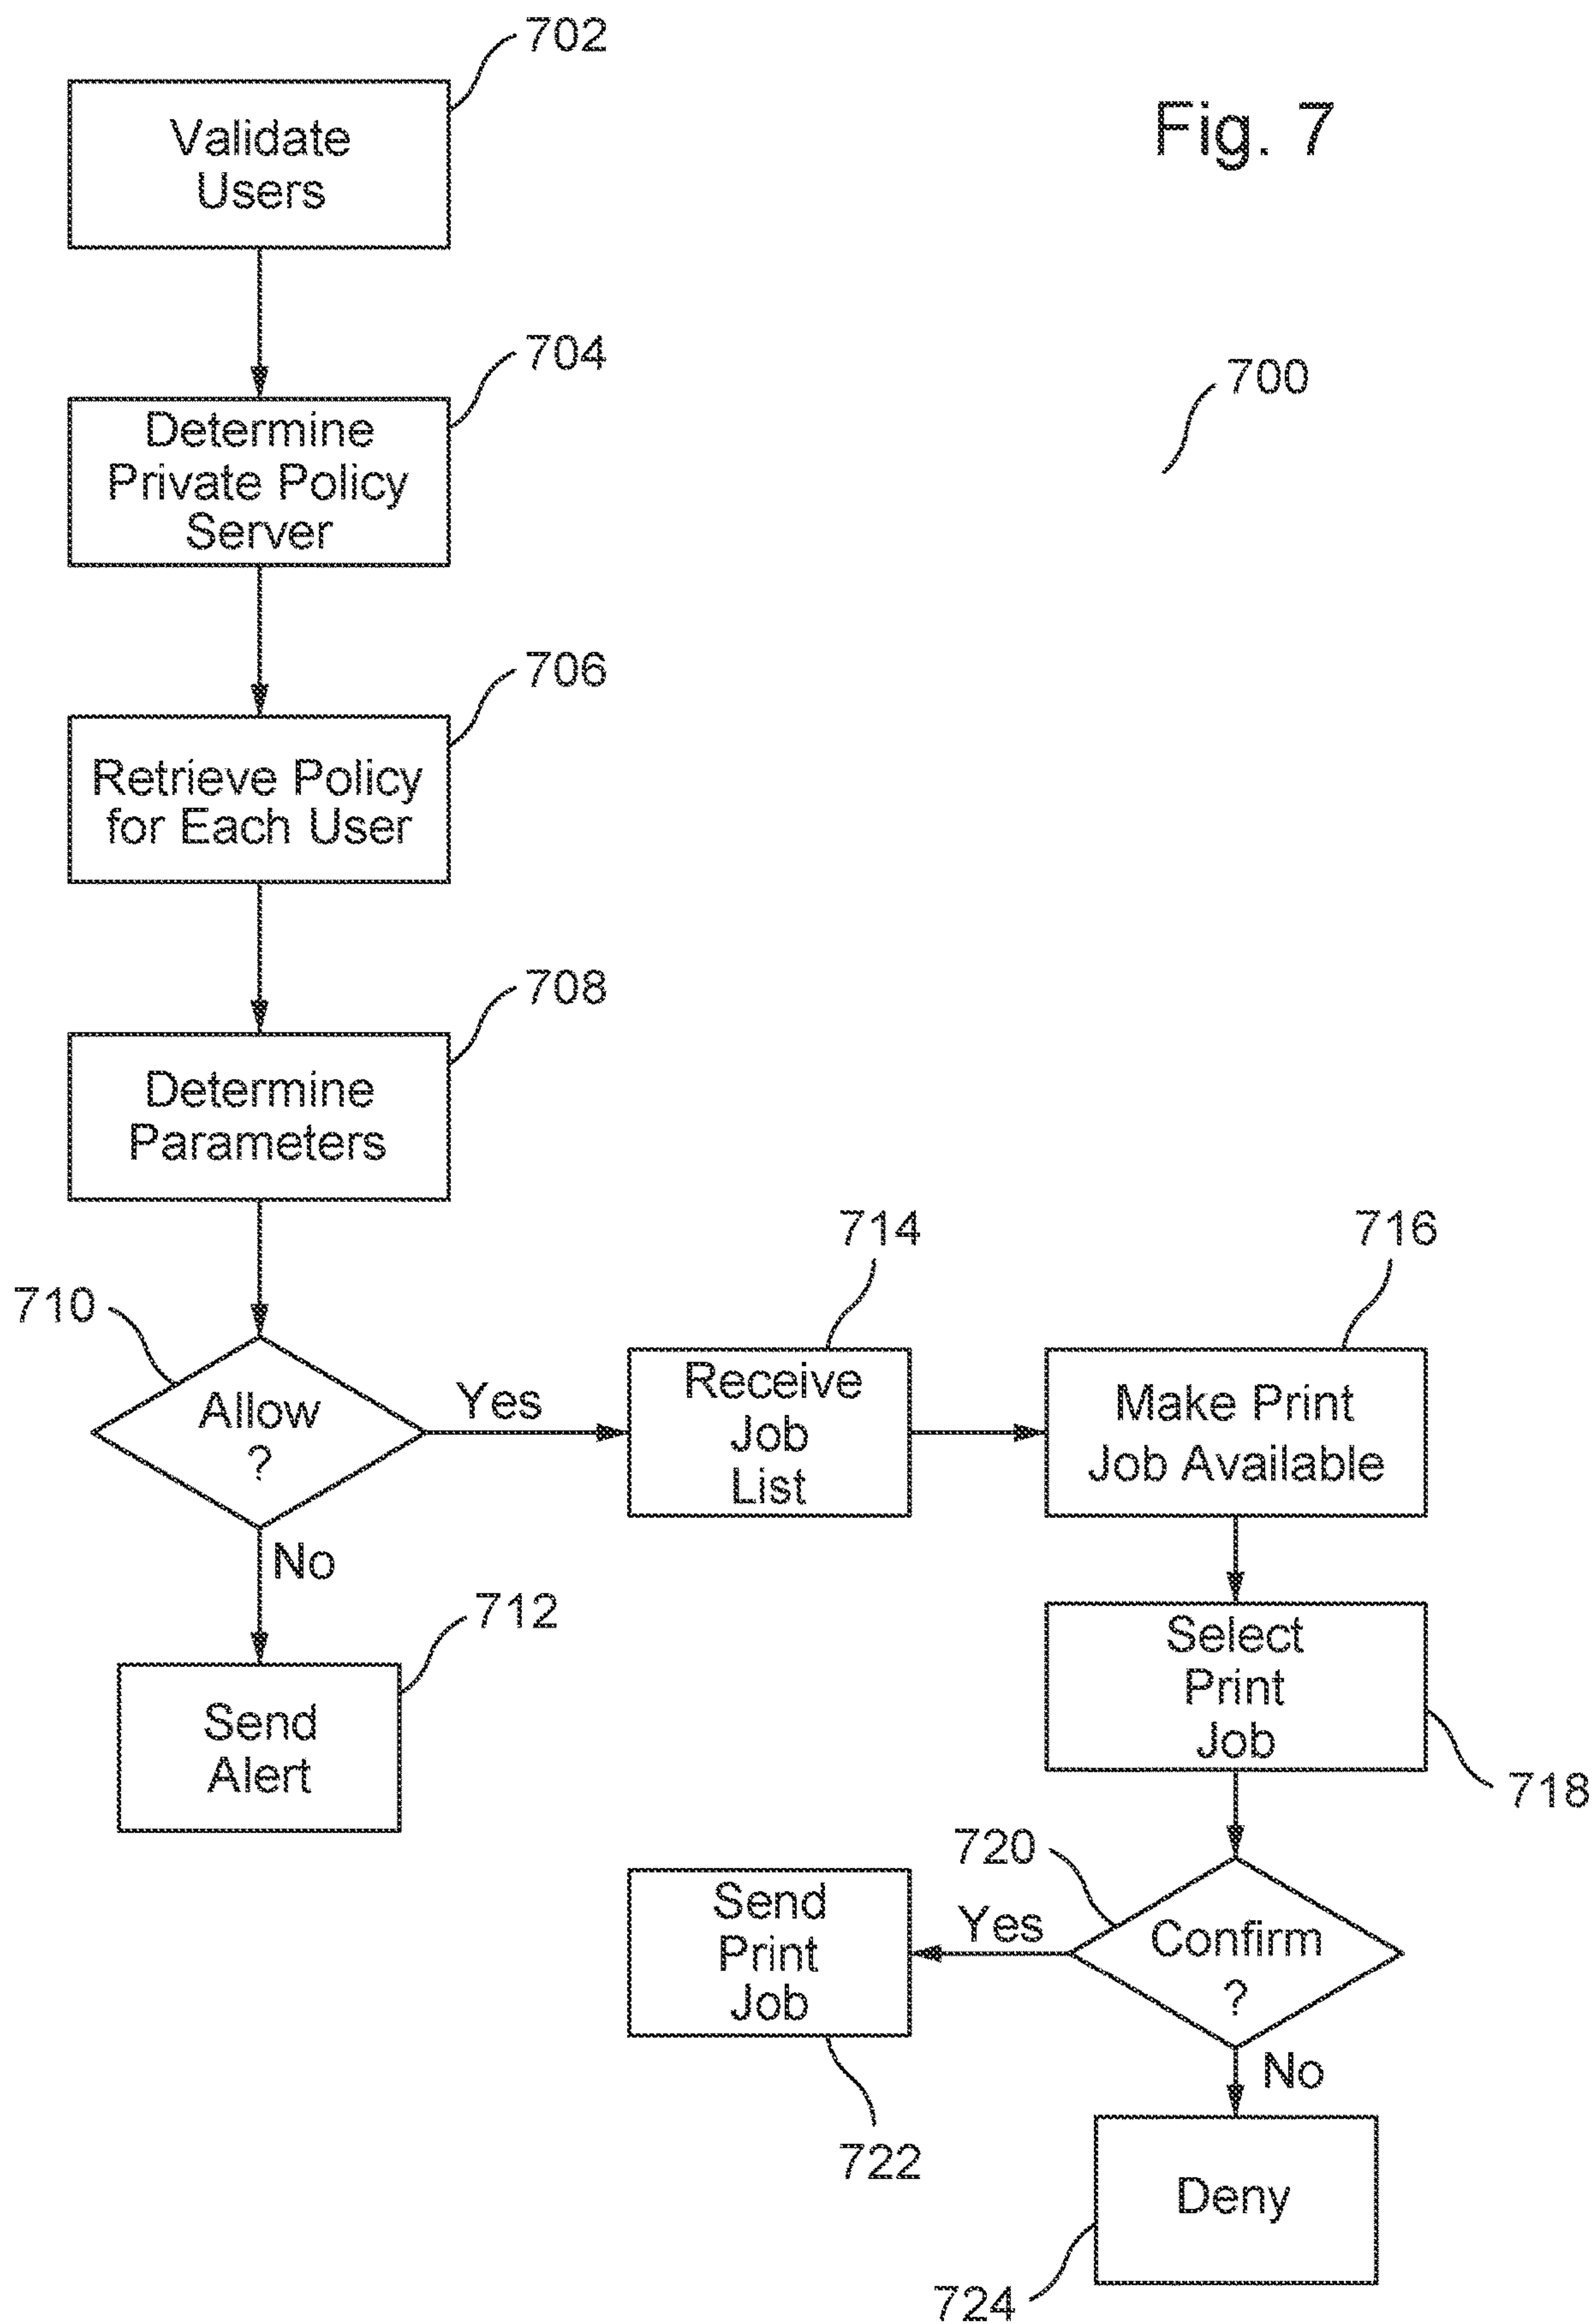 Fig. 7
700
702
Validate
Users
704
Determine
Private Policy
Server
706
Retrieve Policy
for Each User
708
Determine
Parameters
710
Allow
?
Yes
No
712
Send
Alert
714
Receive
Job
List
716
Make Print
Job Available
718
Select
Print
Job
720
Confirm
?
Yes
No
722
Send
Print
Job
724
Deny